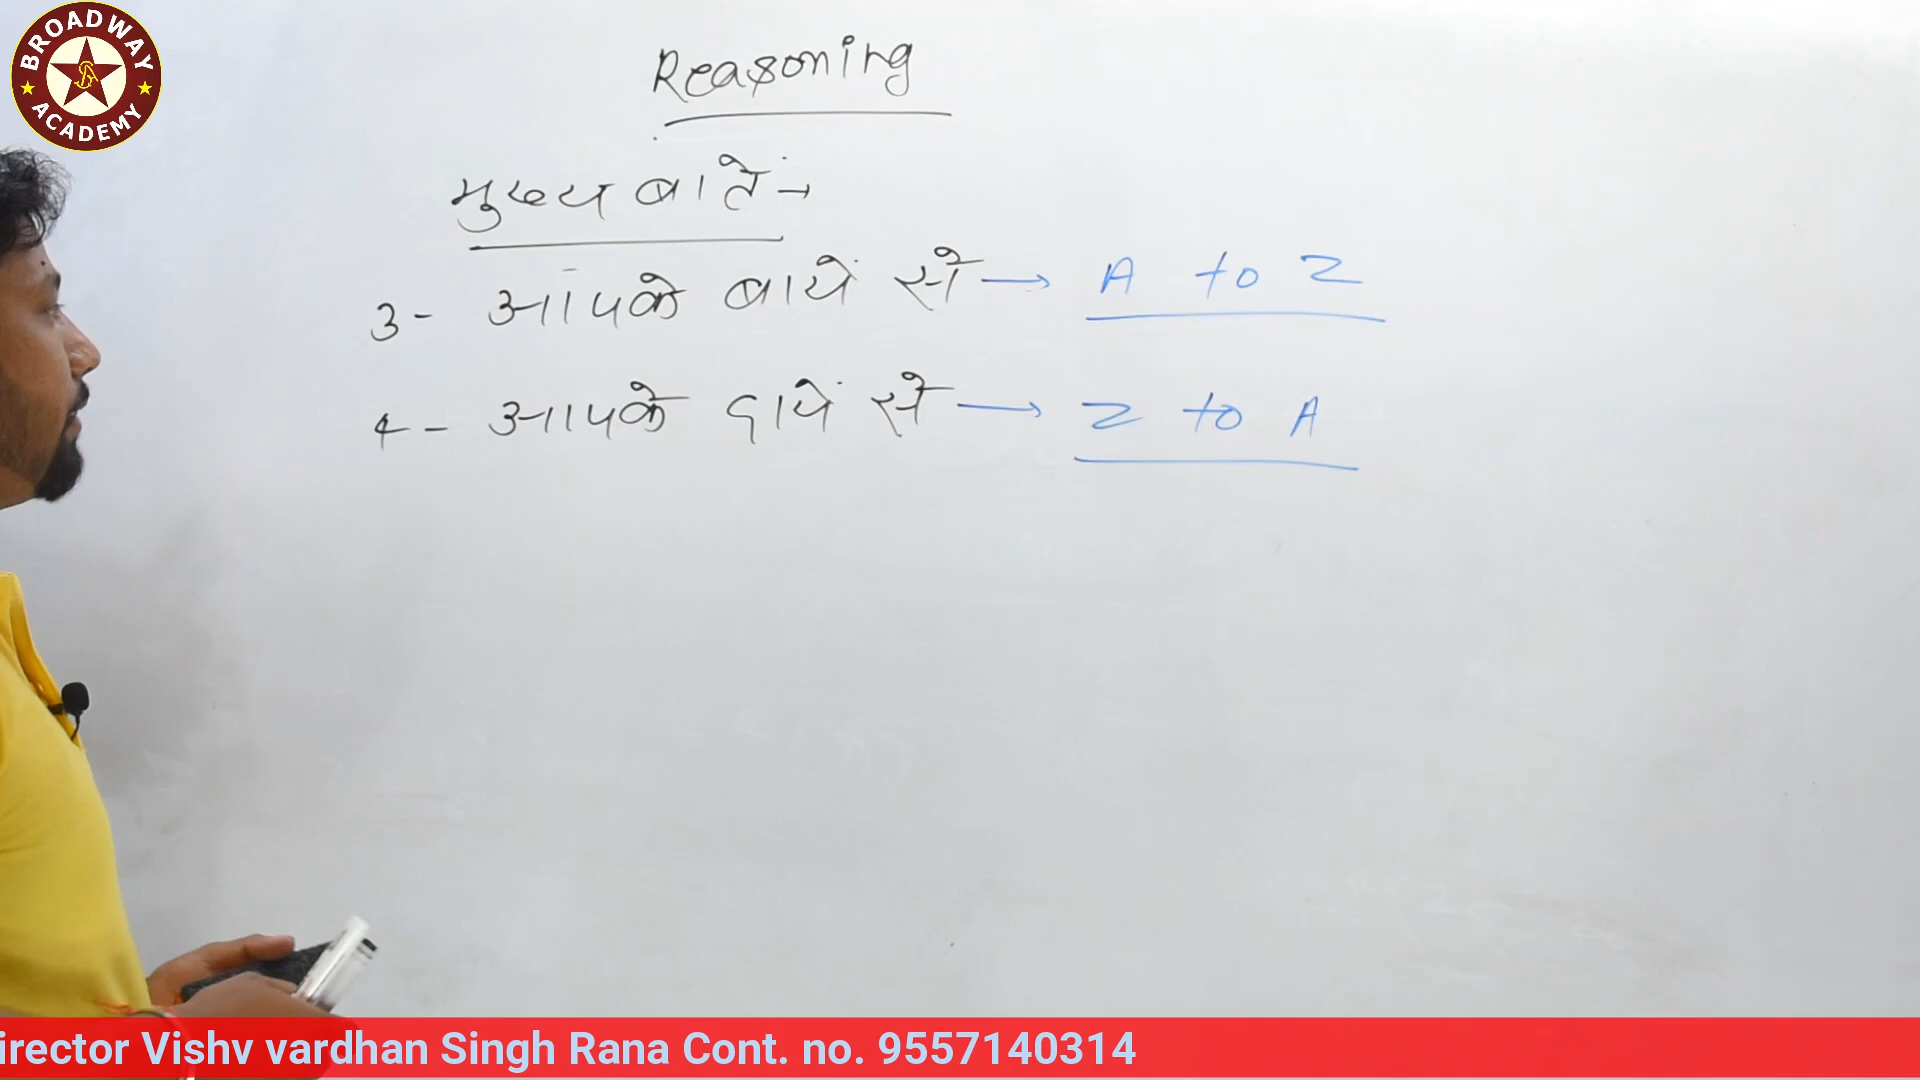 BROADWAY ACADEMY
Reasoning
मुख्य बातें →
3- आपके बायें से → A to Z
4- आपके दायें से → Z to A
irector Vishv vardhan Singh Rana Cont. no. 9557140314